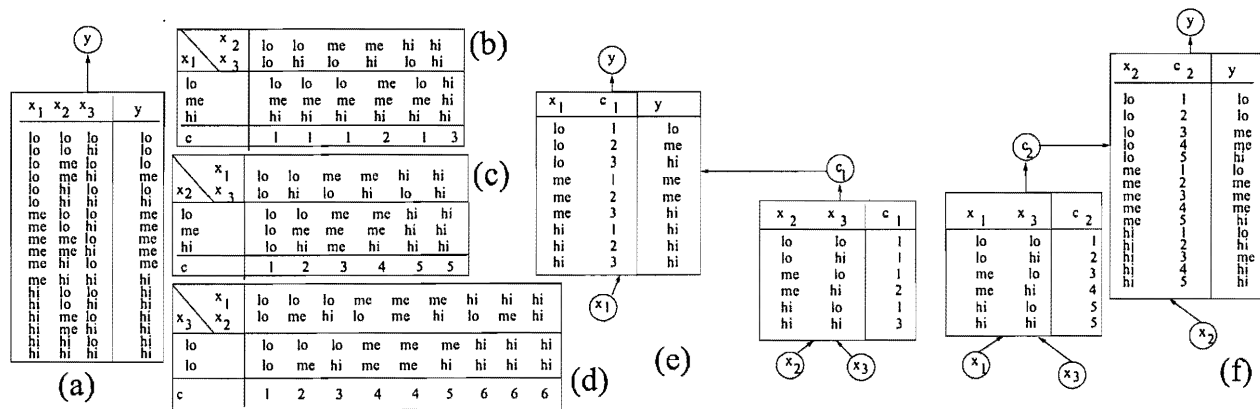 y
x1 x2 x3 y
lo lo lo lo
lo lo hi lo
lo me lo lo
lo me hi me
lo hi lo lo
lo hi hi hi
me lo lo me
me lo hi me
me me lo me
me me hi me
me hi lo me
me hi hi hi
hi lo lo hi
hi lo hi hi
hi me lo hi
hi me hi hi
hi hi lo hi
hi hi hi hi
(a)
x2 lo lo me me hi hi
x1 x3 lo hi lo hi lo hi
lo lo lo lo me lo hi
me me me me me me hi
hi hi hi hi hi hi hi
c 1 1 1 2 1 3
(b)
x1 lo lo me me hi hi
x2 x3 lo hi lo hi lo hi
lo lo lo me me hi hi
me lo me me me hi hi
hi lo hi me hi hi hi
c 1 2 3 4 5 5
(c)
x1 lo lo lo me me me hi hi hi
x3 x2 lo me hi lo me hi lo me hi
lo lo lo lo me me me hi hi hi
lo lo me hi me me hi hi hi hi
c 1 2 3 4 4 5 6 6 6
(d)
y
x1 c1 y
lo 1 lo
lo 2 me
lo 3 hi
me 1 me
me 2 me
me 3 hi
hi 1 hi
hi 2 hi
hi 3 hi
x1
c1
x2 x3 c1
lo lo 1
lo hi 1
me lo 1
me hi 2
hi lo 1
hi hi 3
x2 x3
(e)
c2
x1 x3 c2
lo lo 1
lo hi 2
me lo 3
me hi 4
hi lo 5
hi hi 5
x1 x3
y
x2 c2 y
lo 1 lo
lo 2 lo
lo 3 me
lo 4 me
lo 5 hi
me 1 lo
me 2 me
me 3 me
me 4 me
me 5 hi
hi 1 lo
hi 2 hi
hi 3 me
hi 4 hi
hi 5 hi
x2
(f)